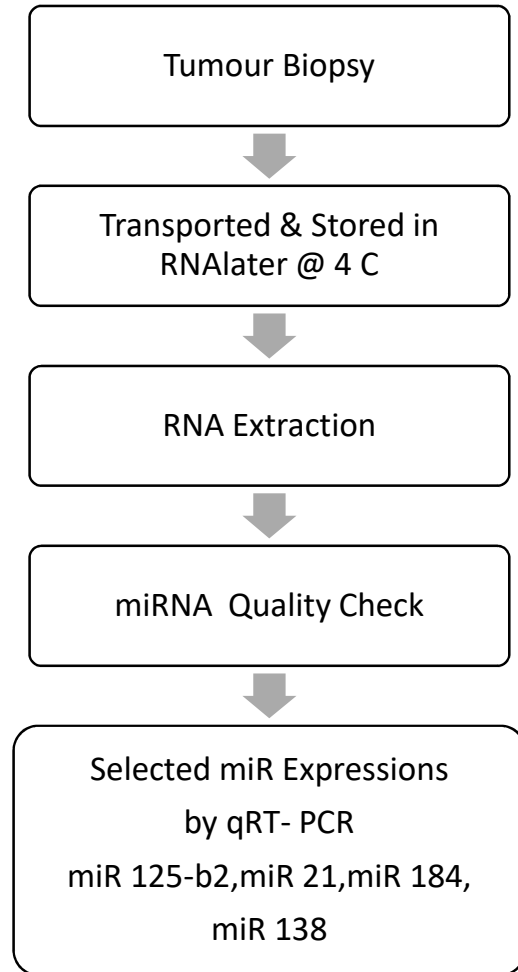 Tumour Biopsy
Transported & Stored in
RNAlater @ 4 C
RNA Extraction
miRNA  Quality Check
Selected miR Expressions
by qRT- PCR
miR 125-b2,miR 21,miR 184,
miR 138